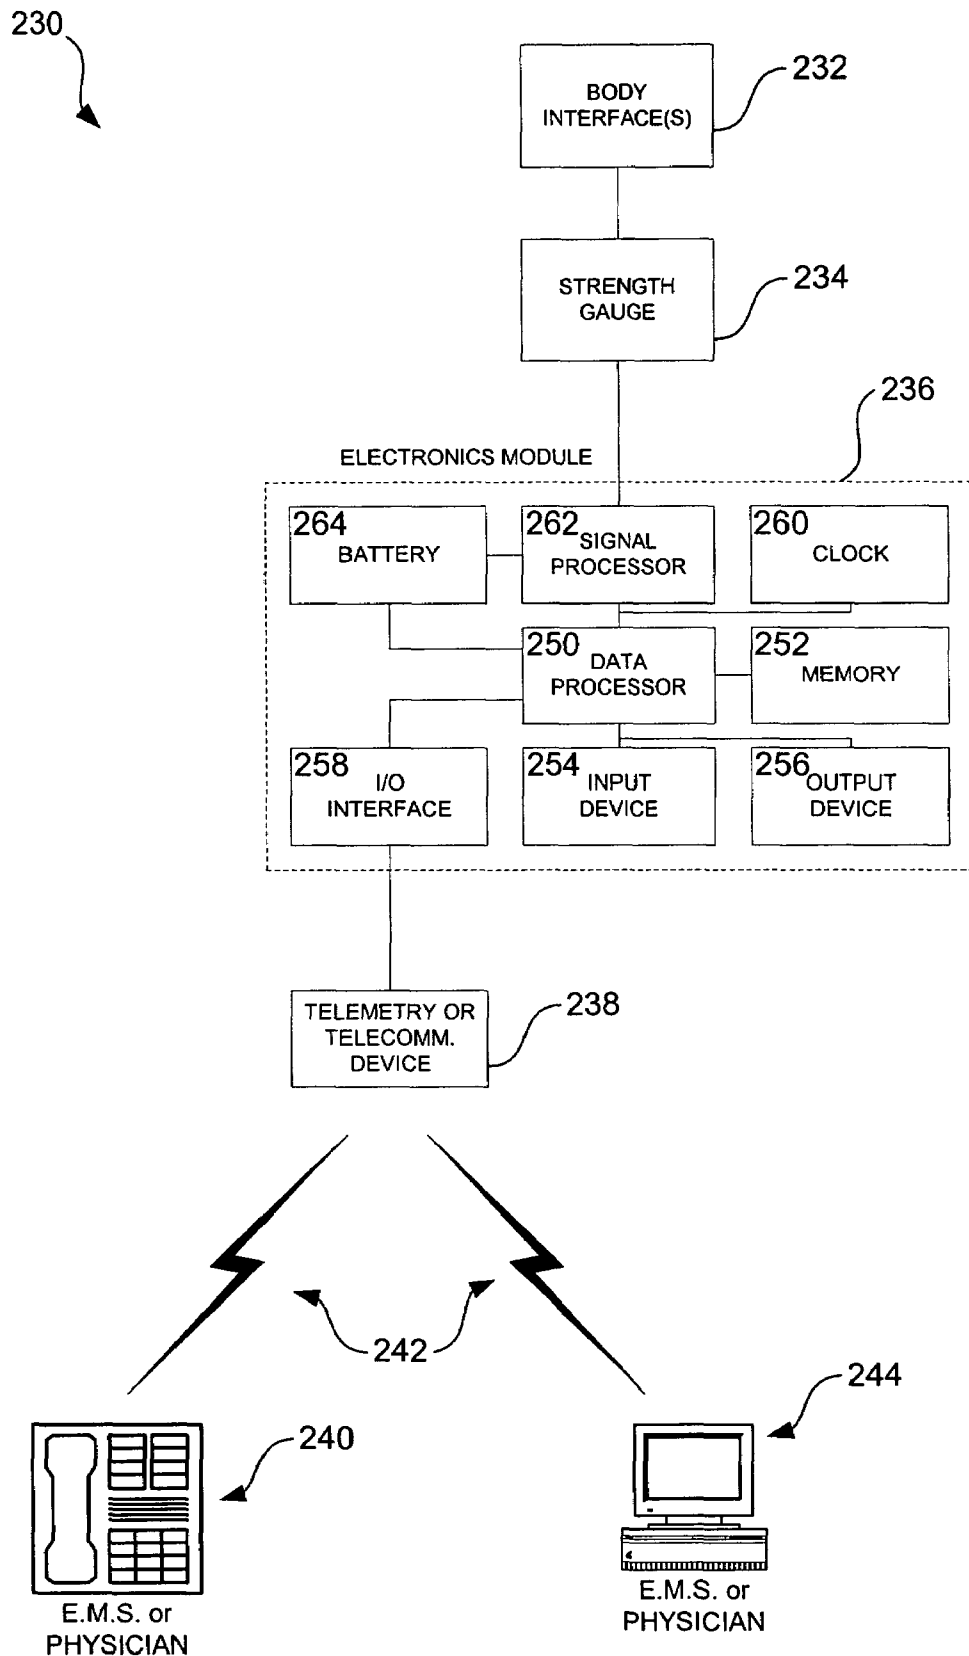 230
BODY
INTERFACE(S)
232
STRENGTH
GAUGE
234
236
ELECTRONICS MODULE
264
BATTERY
262
SIGNAL
PROCESSOR
260
CLOCK
250
DATA
PROCESSOR
252
MEMORY
258
I/O
INTERFACE
254
INPUT
DEVICE
256
OUTPUT
DEVICE
TELEMETRY OR
TELECOMM.
DEVICE
238
242
240
244
E.M.S. or
PHYSICIAN
E.M.S. or
PHYSICIAN